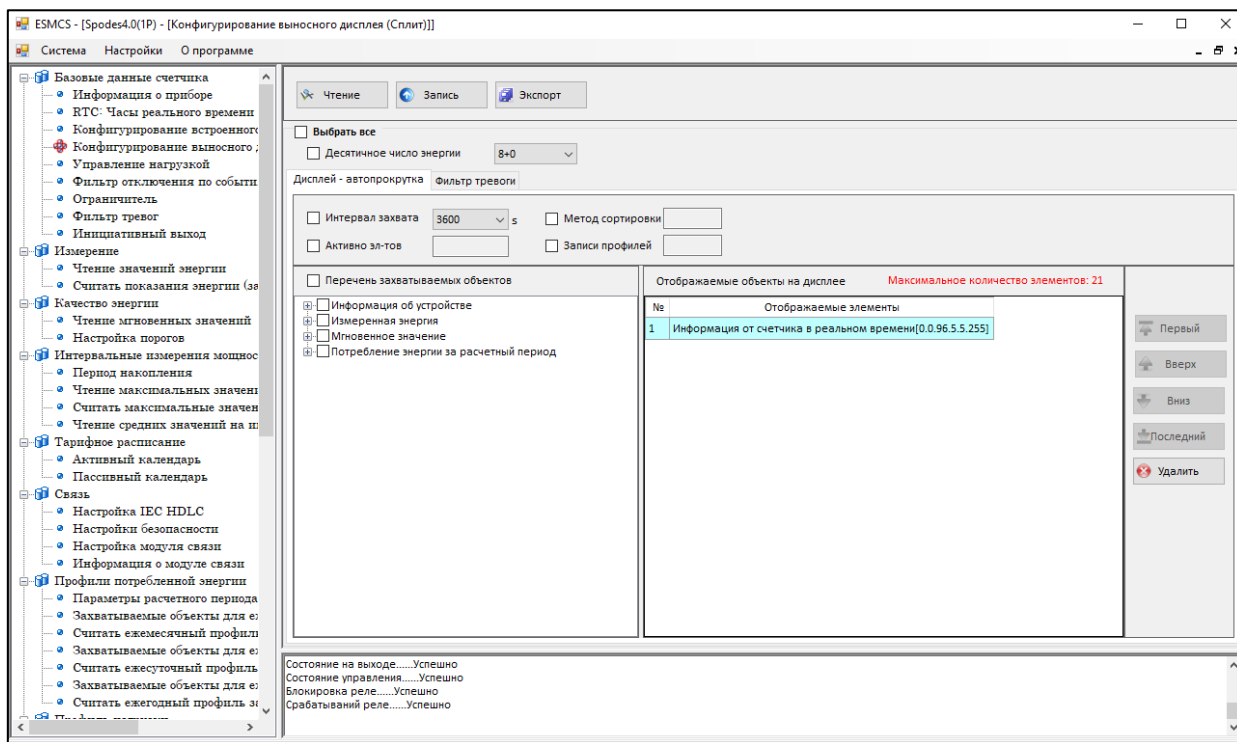 ESMCS - [Spodes4.0(1P) - [Конфигурирование выносного дисплея (Сплит)]]
Система Настройки О программе
Базовые данные счетчика
Информация о приборе
RTC: Часы реального времени
Конфигурирование встроенного
Конфигурирование выносного
Управление нагрузкой
Фильтр отключения по событи
Ограничитель
Фильтр тревог
Инициативный выход
Измерение
Чтение значений энергии
Считать показания энергии (за
Качество энергии
Чтение мгновенных значений
Настройка порогов
Интервальные измерения мощнос
Период накопления
Чтение максимальных значени
Считать максимальные значен
Чтение средних значений на и
Тарифное расписание
Активный календарь
Пассивный календарь
Связь
Настройка IEC HDLC
Настройки безопасности
Настройка модуля связи
Информация о модуле связи
Профили потребленной энергии
Параметры расчетного периода
Захватываемые объекты для е
Считать ежемесячный профиль
Захватываемые объекты для е
Считать ежесуточный профиль
Захватываемые объекты для е
Считать ежегодный профиль за
Чтение Запись Экспорт
Выбрать все
Десятичное число энергии 8+0
Дисплей - автопрокрутка Фильтр тревоги
Интервал захвата 3600 s Метод сортировки
Активно эл-тов Записи профилей
Перечень захватываемых объектов
Информация об устройстве
Измеренная энергия
Мгновенное значение
Потребление энергии за расчетный период
Отображаемые объекты на дисплее Максимальное количество элементов: 21
№ Отображаемые элементы
1 Информация от счетчика в реальном времени[0.0.96.5.5.255]
Первый
Вверх
Вниз
Последний
Удалить
Состояние на выходе......Успешно
Состояние управления......Успешно
Блокировка реле......Успешно
Срабатываний реле......Успешно